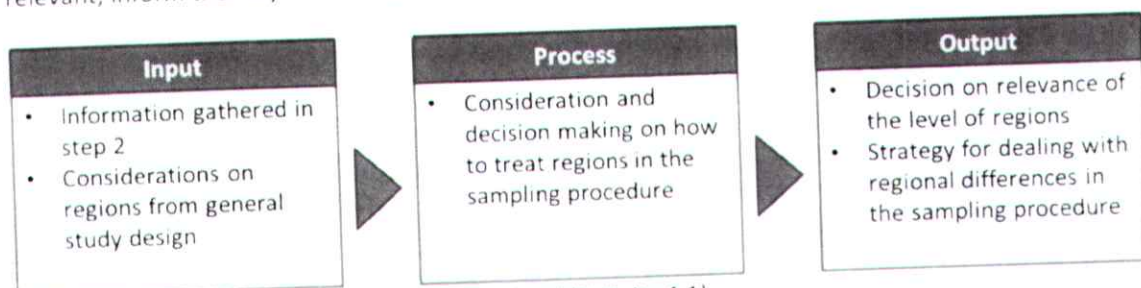 relevant,
Input
• Information gathered in
step 2
• Considerations on
regions from general
study design
Process
• Consideration and
decision making on how
to treat regions in the
sampling procedure
Output
• Decision on relevance of
the level of regions
• Strategy for dealing with
regional differences in
the sampling procedure